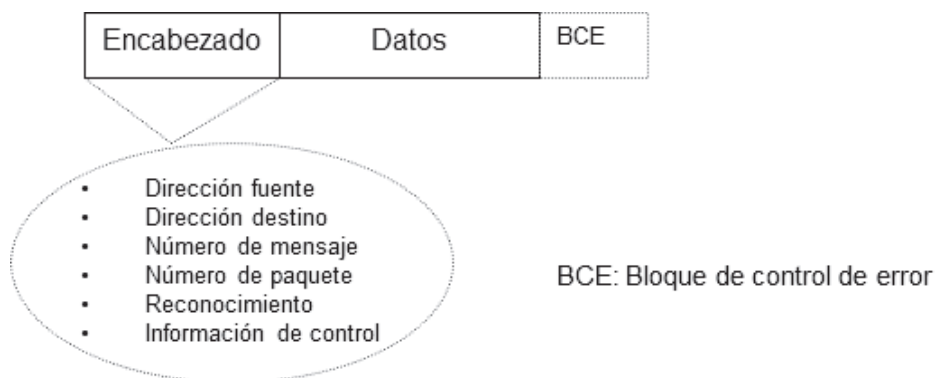 Encabezado Datos BCE
• Dirección fuente
• Dirección destino
• Número de mensaje
• Número de paquete
• Reconocimiento
• Información de control
BCE: Bloque de control de error